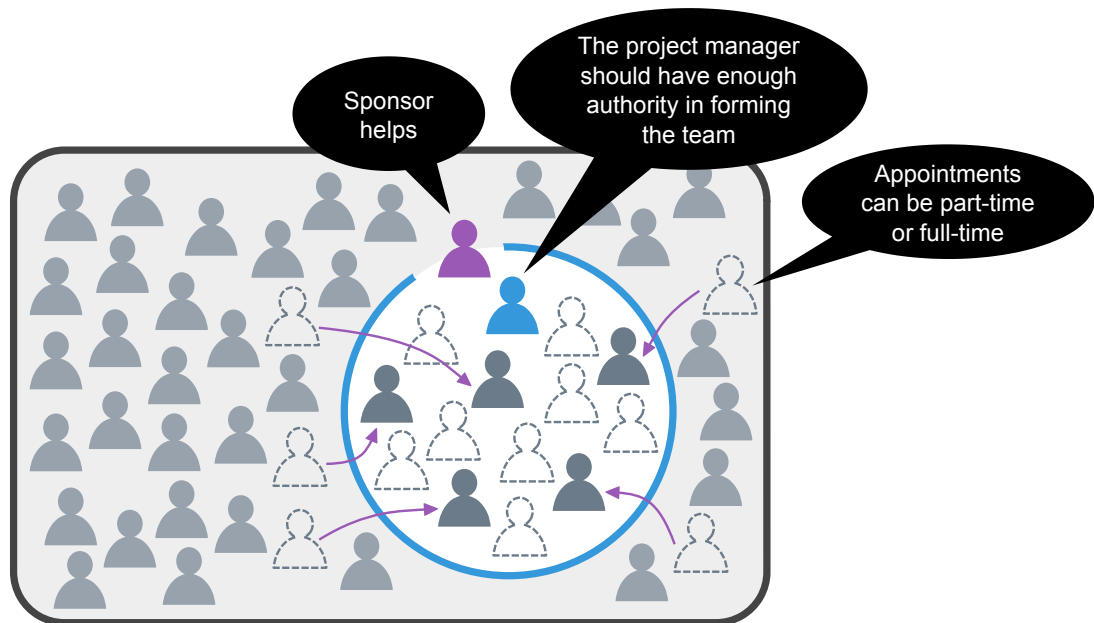 Sponsor
helps
The project manager
should have enough
authority in forming
the team
Appointments
can be part-time
or full-time